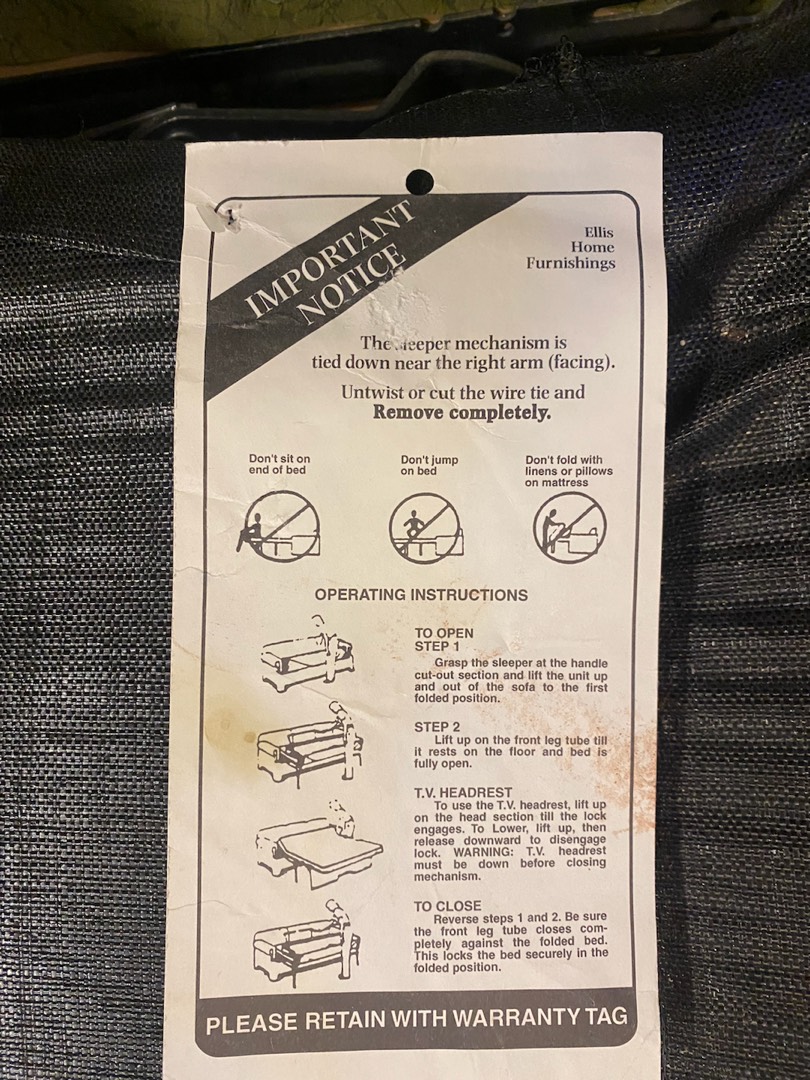 IMPORTANT
NOTICE
Ellis
Home
Furnishings
The mechanism is
tied down near the right arm (facing).
Untwist or cut the wire tie and
Remove completely.
Don't sit on
end of bed
Don't jump
on bed
Don't fold with
linens or pillows
on mattress
OPERATING INSTRUCTIONS
TO OPEN
STEP 1
Grasp the sleeper at the handle
cut-out section and lift the unit up
and out of the sofa to the first
folded position.
STEP 2
Lift up on the front leg tube till
it rests on the floor and bed is
fully open.
T.V. HEADREST
To use the T.V. headrest, lift up
on the head section till the lock
engages. To Lower, lift up, then
release downward to disengage
lock. WARNING: T.V. headrest
must be down before closing
mechanism.
TO CLOSE
Reverse steps 1 and 2. Be sure
the front leg tube closes com-
pletely against the folded bed.
This locks the bed securely in the
folded position.
PLEASE RETAIN WITH WARRANTY TAG